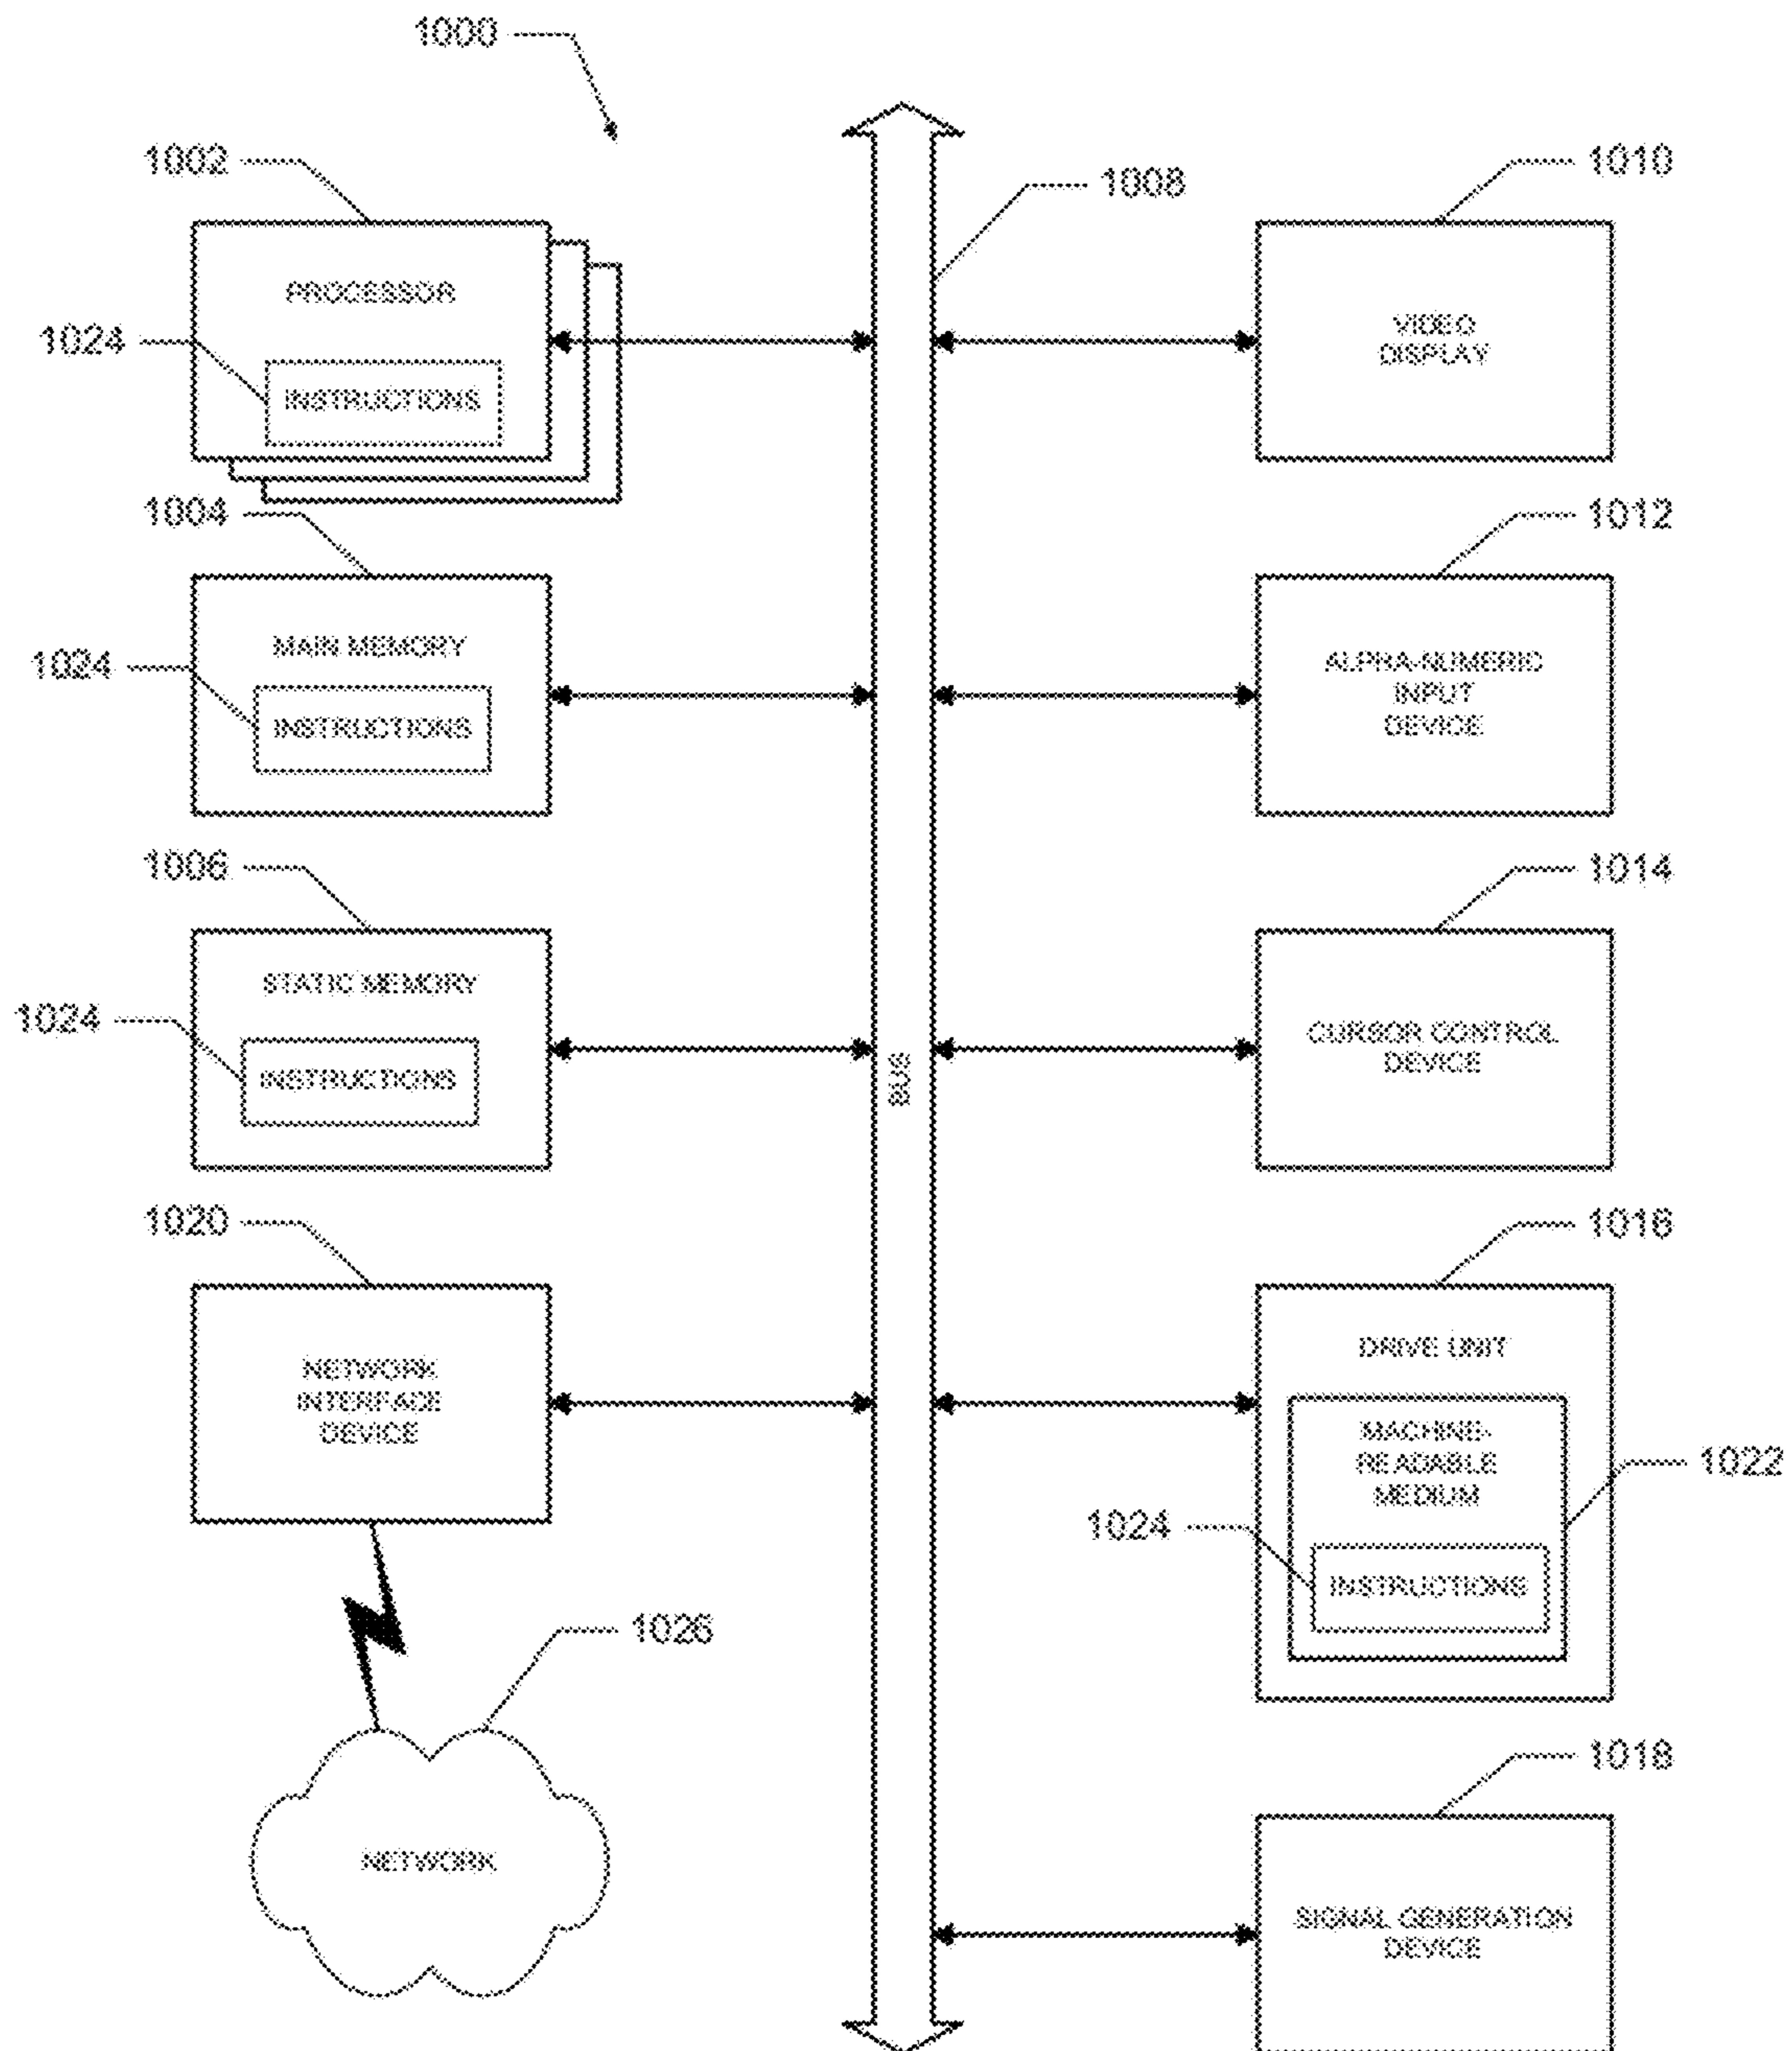 1000
1002
1008
1010
PROCESSOR
1024
INSTRUCTIONS
VIDEO
DISPLAY
1004
1012
MAIN MEMORY
1024
INSTRUCTIONS
ALPHA-NUMERIC
INPUT
DEVICE
1006
1014
STATIC MEMORY
1024
INSTRUCTIONS
BUS
CURSOR CONTROL
DEVICE
1020
1016
NETWORK
INTERFACE
DEVICE
DRIVE UNIT
MACHINE-
READABLE
MEDIUM
1022
1024
INSTRUCTIONS
1026
NETWORK
1018
SIGNAL GENERATION
DEVICE